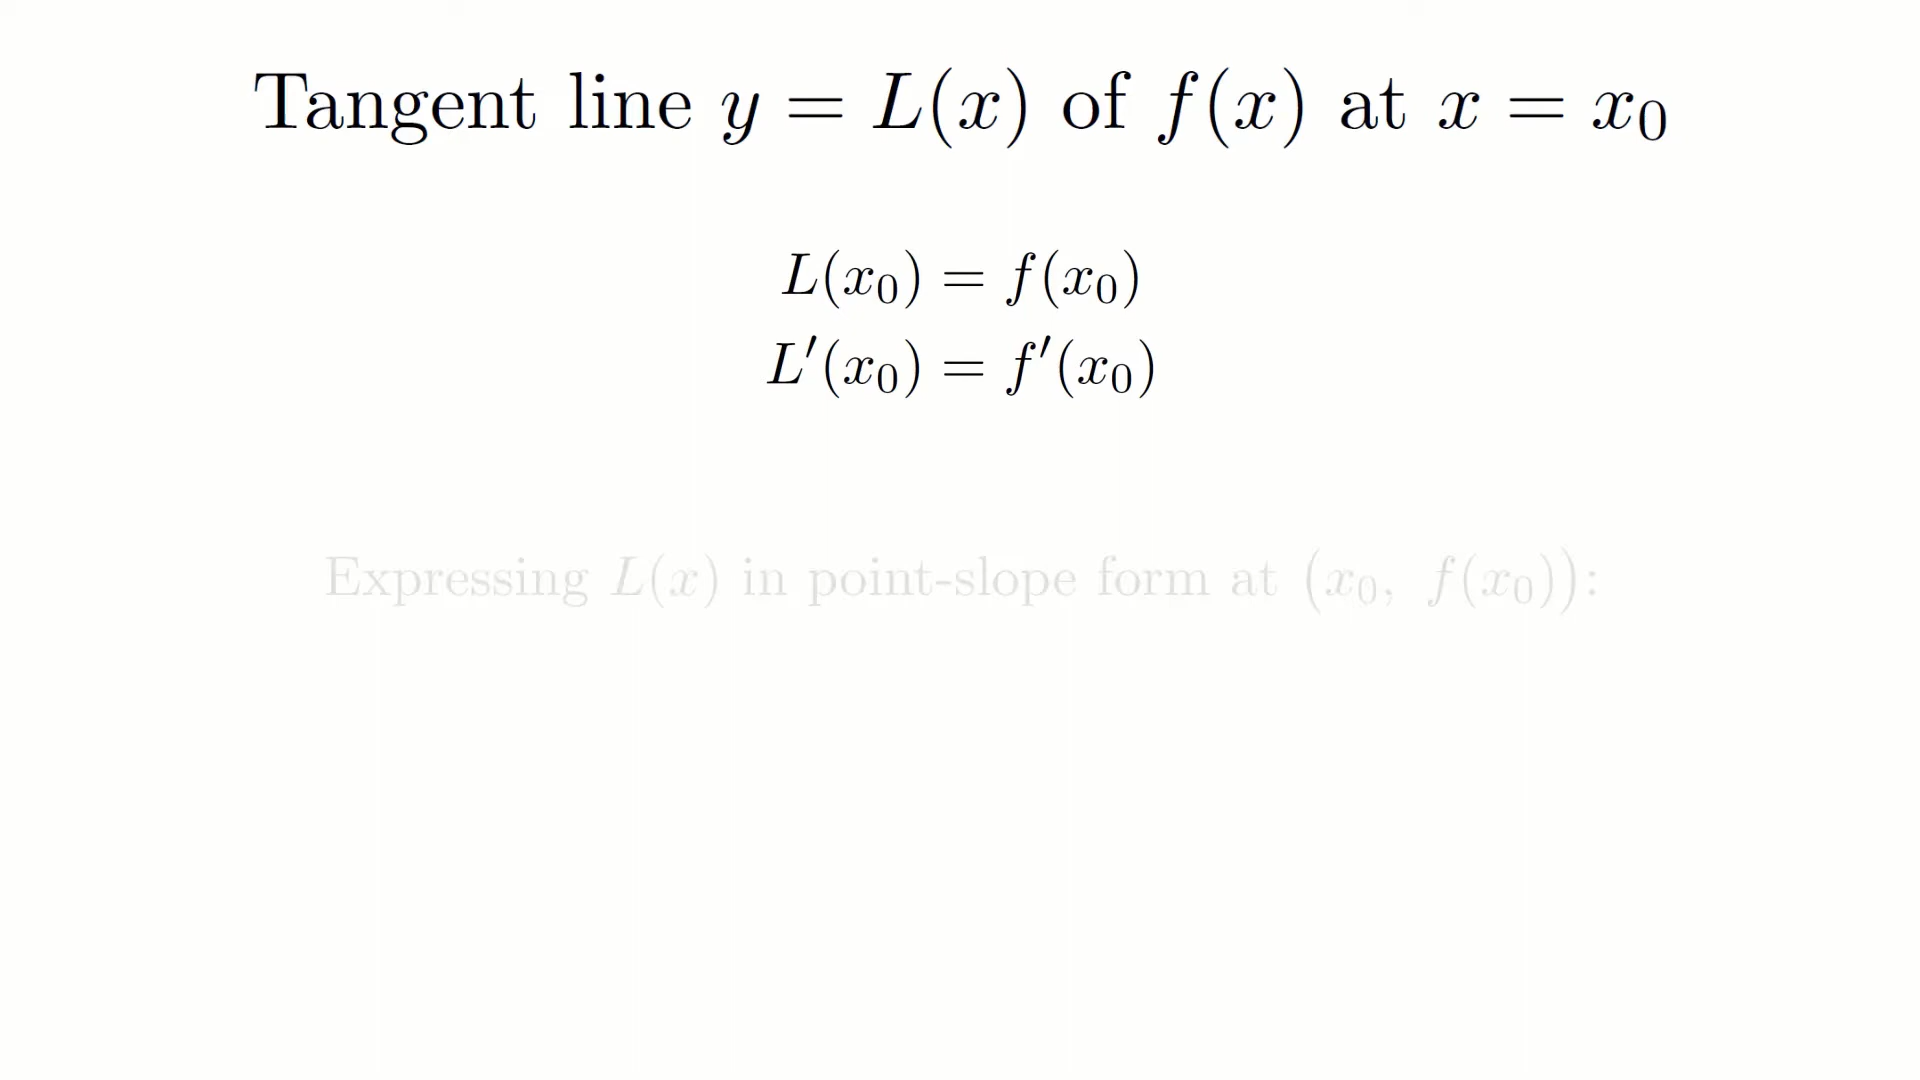 Tangent line y = L(x) of f(x) at x = x₀
L(x₀) = f(x₀)
L′(x₀) = f′(x₀)
Expressing L(x) in point-slope form at (x₀, f(x₀)):